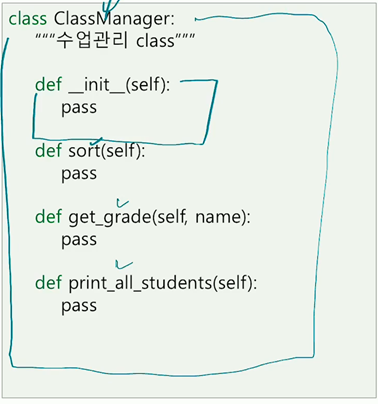 class ClassManager:
"""수업관리 class"""
def __init__(self):
pass
def sort(self):
pass
def get_grade(self, name):
pass
def print_all_students(self):
pass